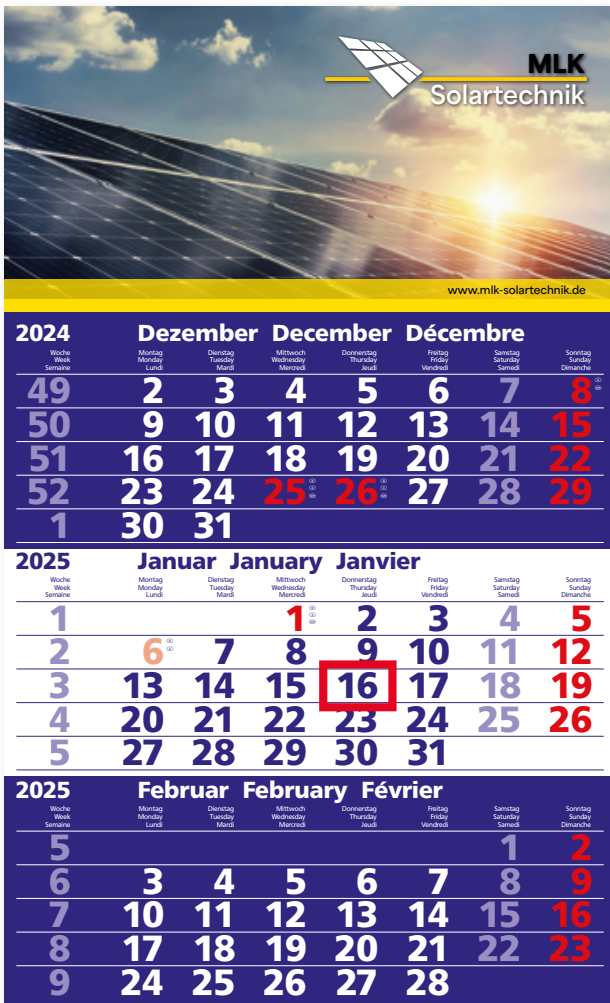 MLK
Solartechnik
www.mlk-solartechnik.de
2024 Dezember December Décembre
Woche Montag Dienstag Mittwoch Donnerstag Freitag Samstag Sonntag
Week Monday Tuesday Wednesday Thursday Friday Saturday Sunday
Semaine Lundi Mardi Mercredi Jeudi Vendredi Samedi Dimanche
49 2 3 4 5 6 7 8
50 9 10 11 12 13 14 15
51 16 17 18 19 20 21 22
52 23 24 25 26 27 28 29
1 30 31
2025 Januar January Janvier
Woche Montag Dienstag Mittwoch Donnerstag Freitag Samstag Sonntag
Week Monday Tuesday Wednesday Thursday Friday Saturday Sunday
Semaine Lundi Mardi Mercredi Jeudi Vendredi Samedi Dimanche
1 1 2 3 4 5
2 6 7 8 9 10 11 12
3 13 14 15 16 17 18 19
4 20 21 22 23 24 25 26
5 27 28 29 30 31
2025 Februar February Février
Woche Montag Dienstag Mittwoch Donnerstag Freitag Samstag Sonntag
Week Monday Tuesday Wednesday Thursday Friday Saturday Sunday
Semaine Lundi Mardi Mercredi Jeudi Vendredi Samedi Dimanche
5 1 2
6 3 4 5 6 7 8 9
7 10 11 12 13 14 15 16
8 17 18 19 20 21 22 23
9 24 25 26 27 28